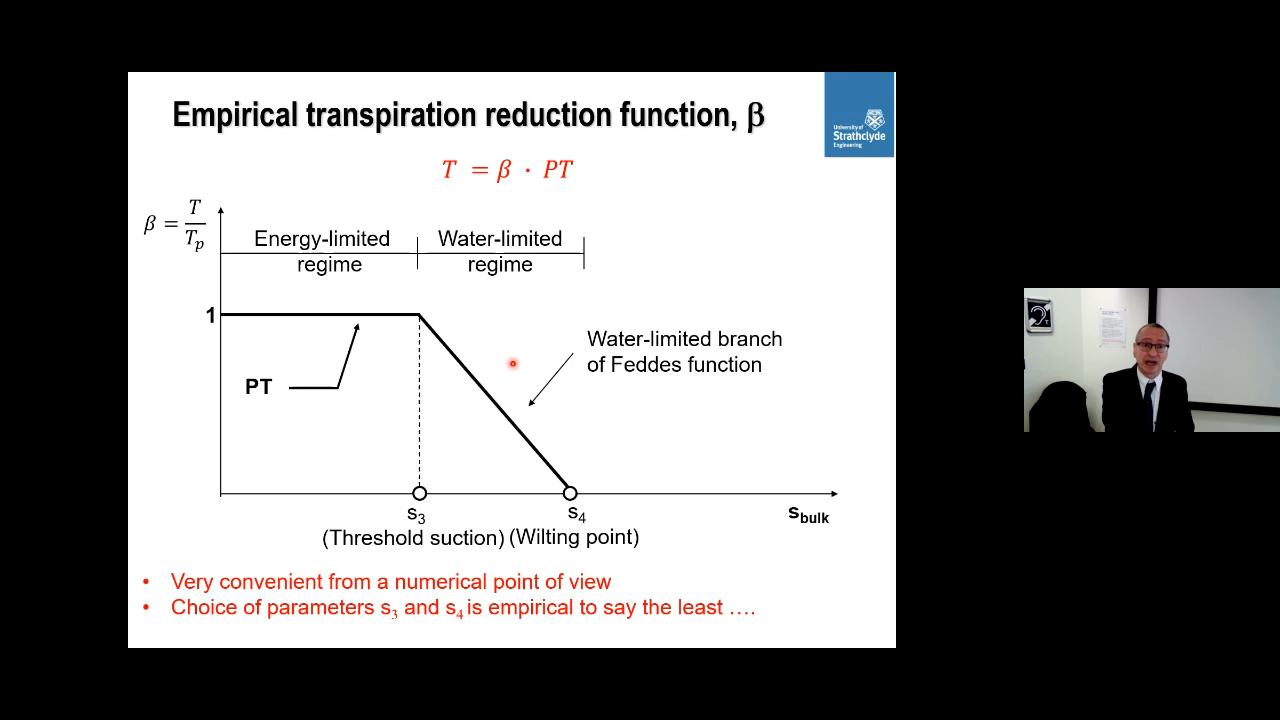 Empirical transpiration reduction function, β
University of
Strathclyde
Engineering
T = β · PT
β = T/Tₚ
Energy-limited regime
Water-limited regime
1
Water-limited branch
of Feddes function
PT
s₃
s₄
s_bulk
(Threshold suction) (Wilting point)
• Very convenient from a numerical point of view
• Choice of parameters s₃ and s₄ is empirical to say the least ….
T